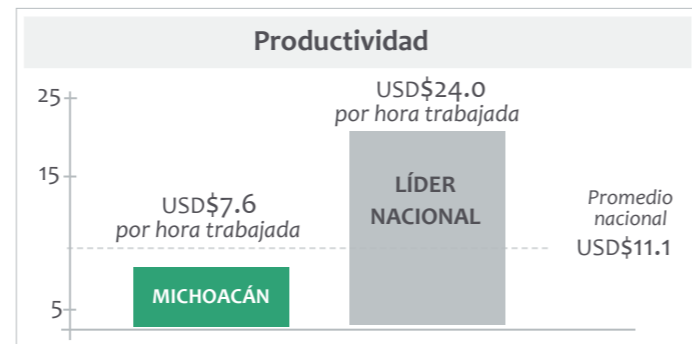 Productividad
25
USD$24.0
por hora trabajada
15
LÍDER
NACIONAL
USD$7.6
por hora trabajada
Promedio
nacional
USD$11.1
MICHOACÁN
5